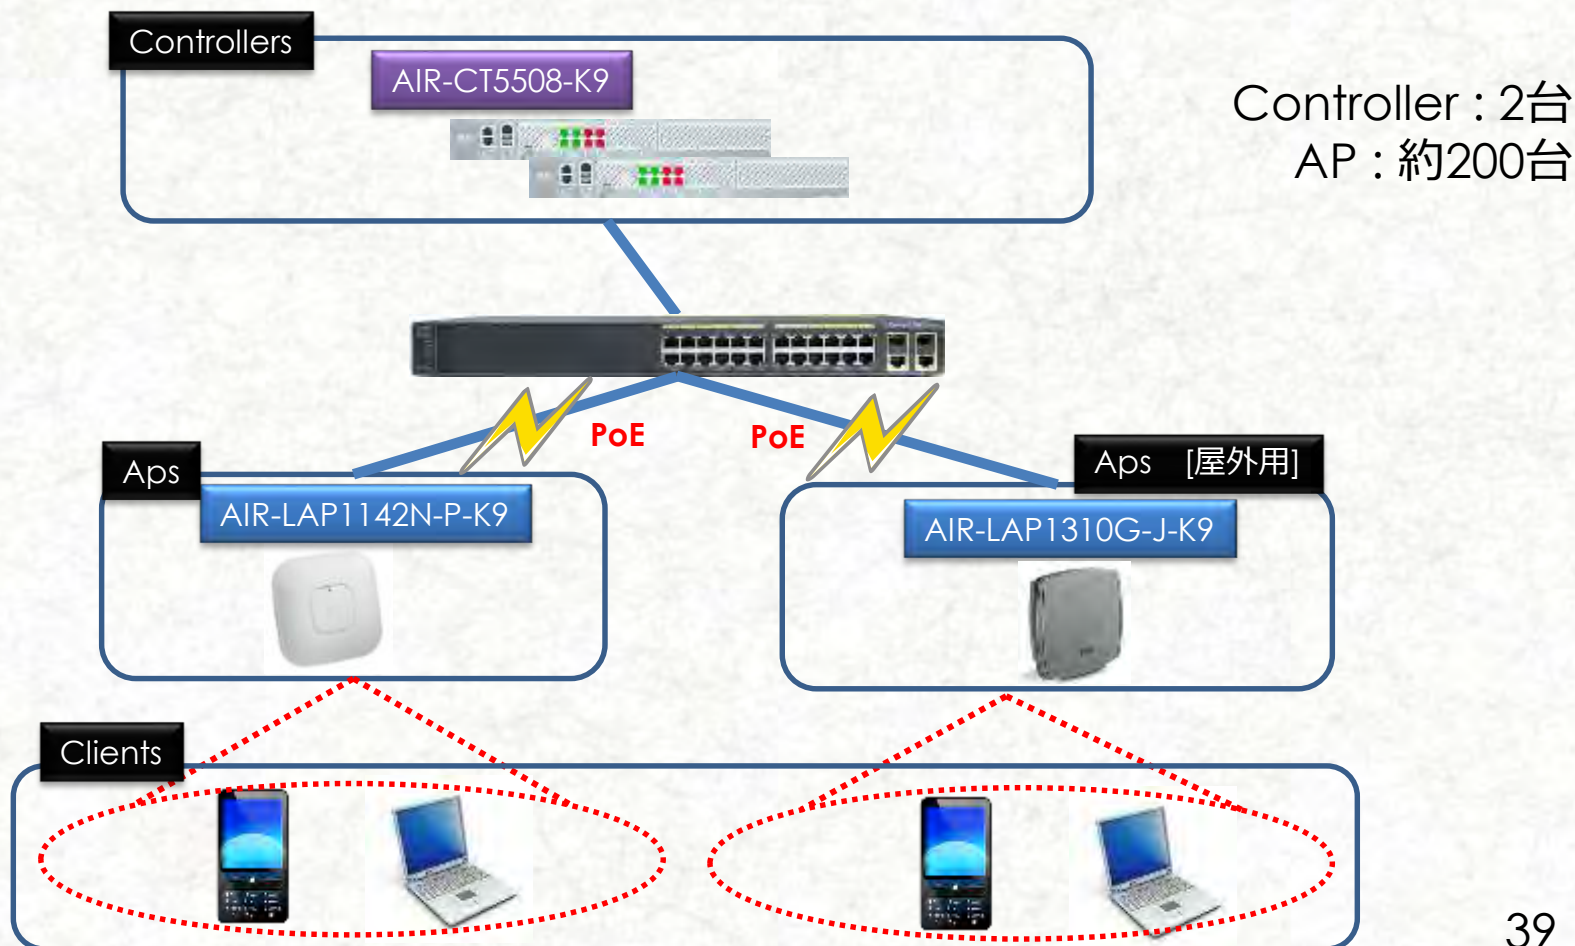 Controllers
AIR-CT5508-K9
Controller : 2台
AP : 約200台
PoE
PoE
Aps
AIR-LAP1142N-P-K9
Aps [屋外用]
AIR-LAP1310G-J-K9
Clients
39